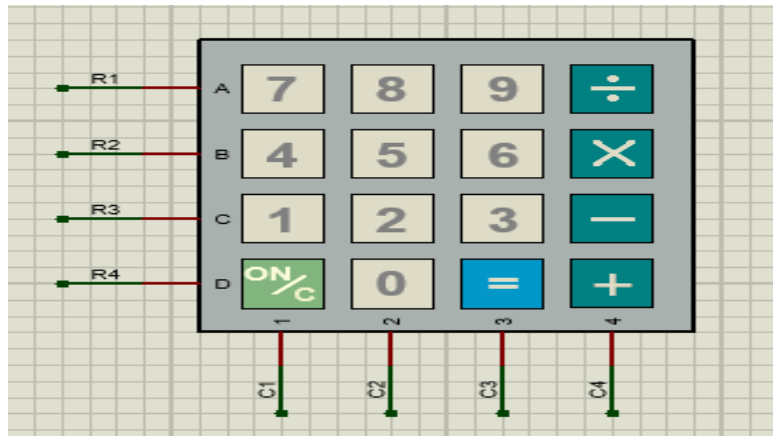 R1 A 7 8 9 ÷
R2 B 4 5 6 ×
R3 C 1 2 3 −
R4 D ON/C 0 = +
1 2 3 4
C1 C2 C3 C4